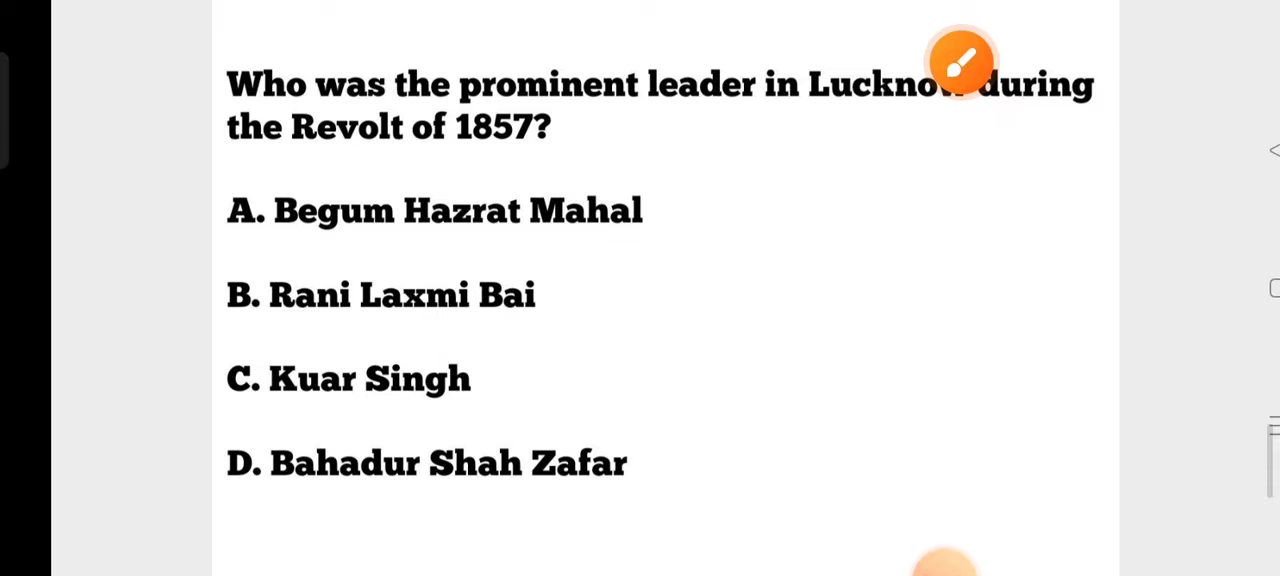 Who was the prominent leader in Lucknow during
the Revolt of 1857?
A. Begum Hazrat Mahal
B. Rani Laxmi Bai
C. Kuar Singh
D. Bahadur Shah Zafar